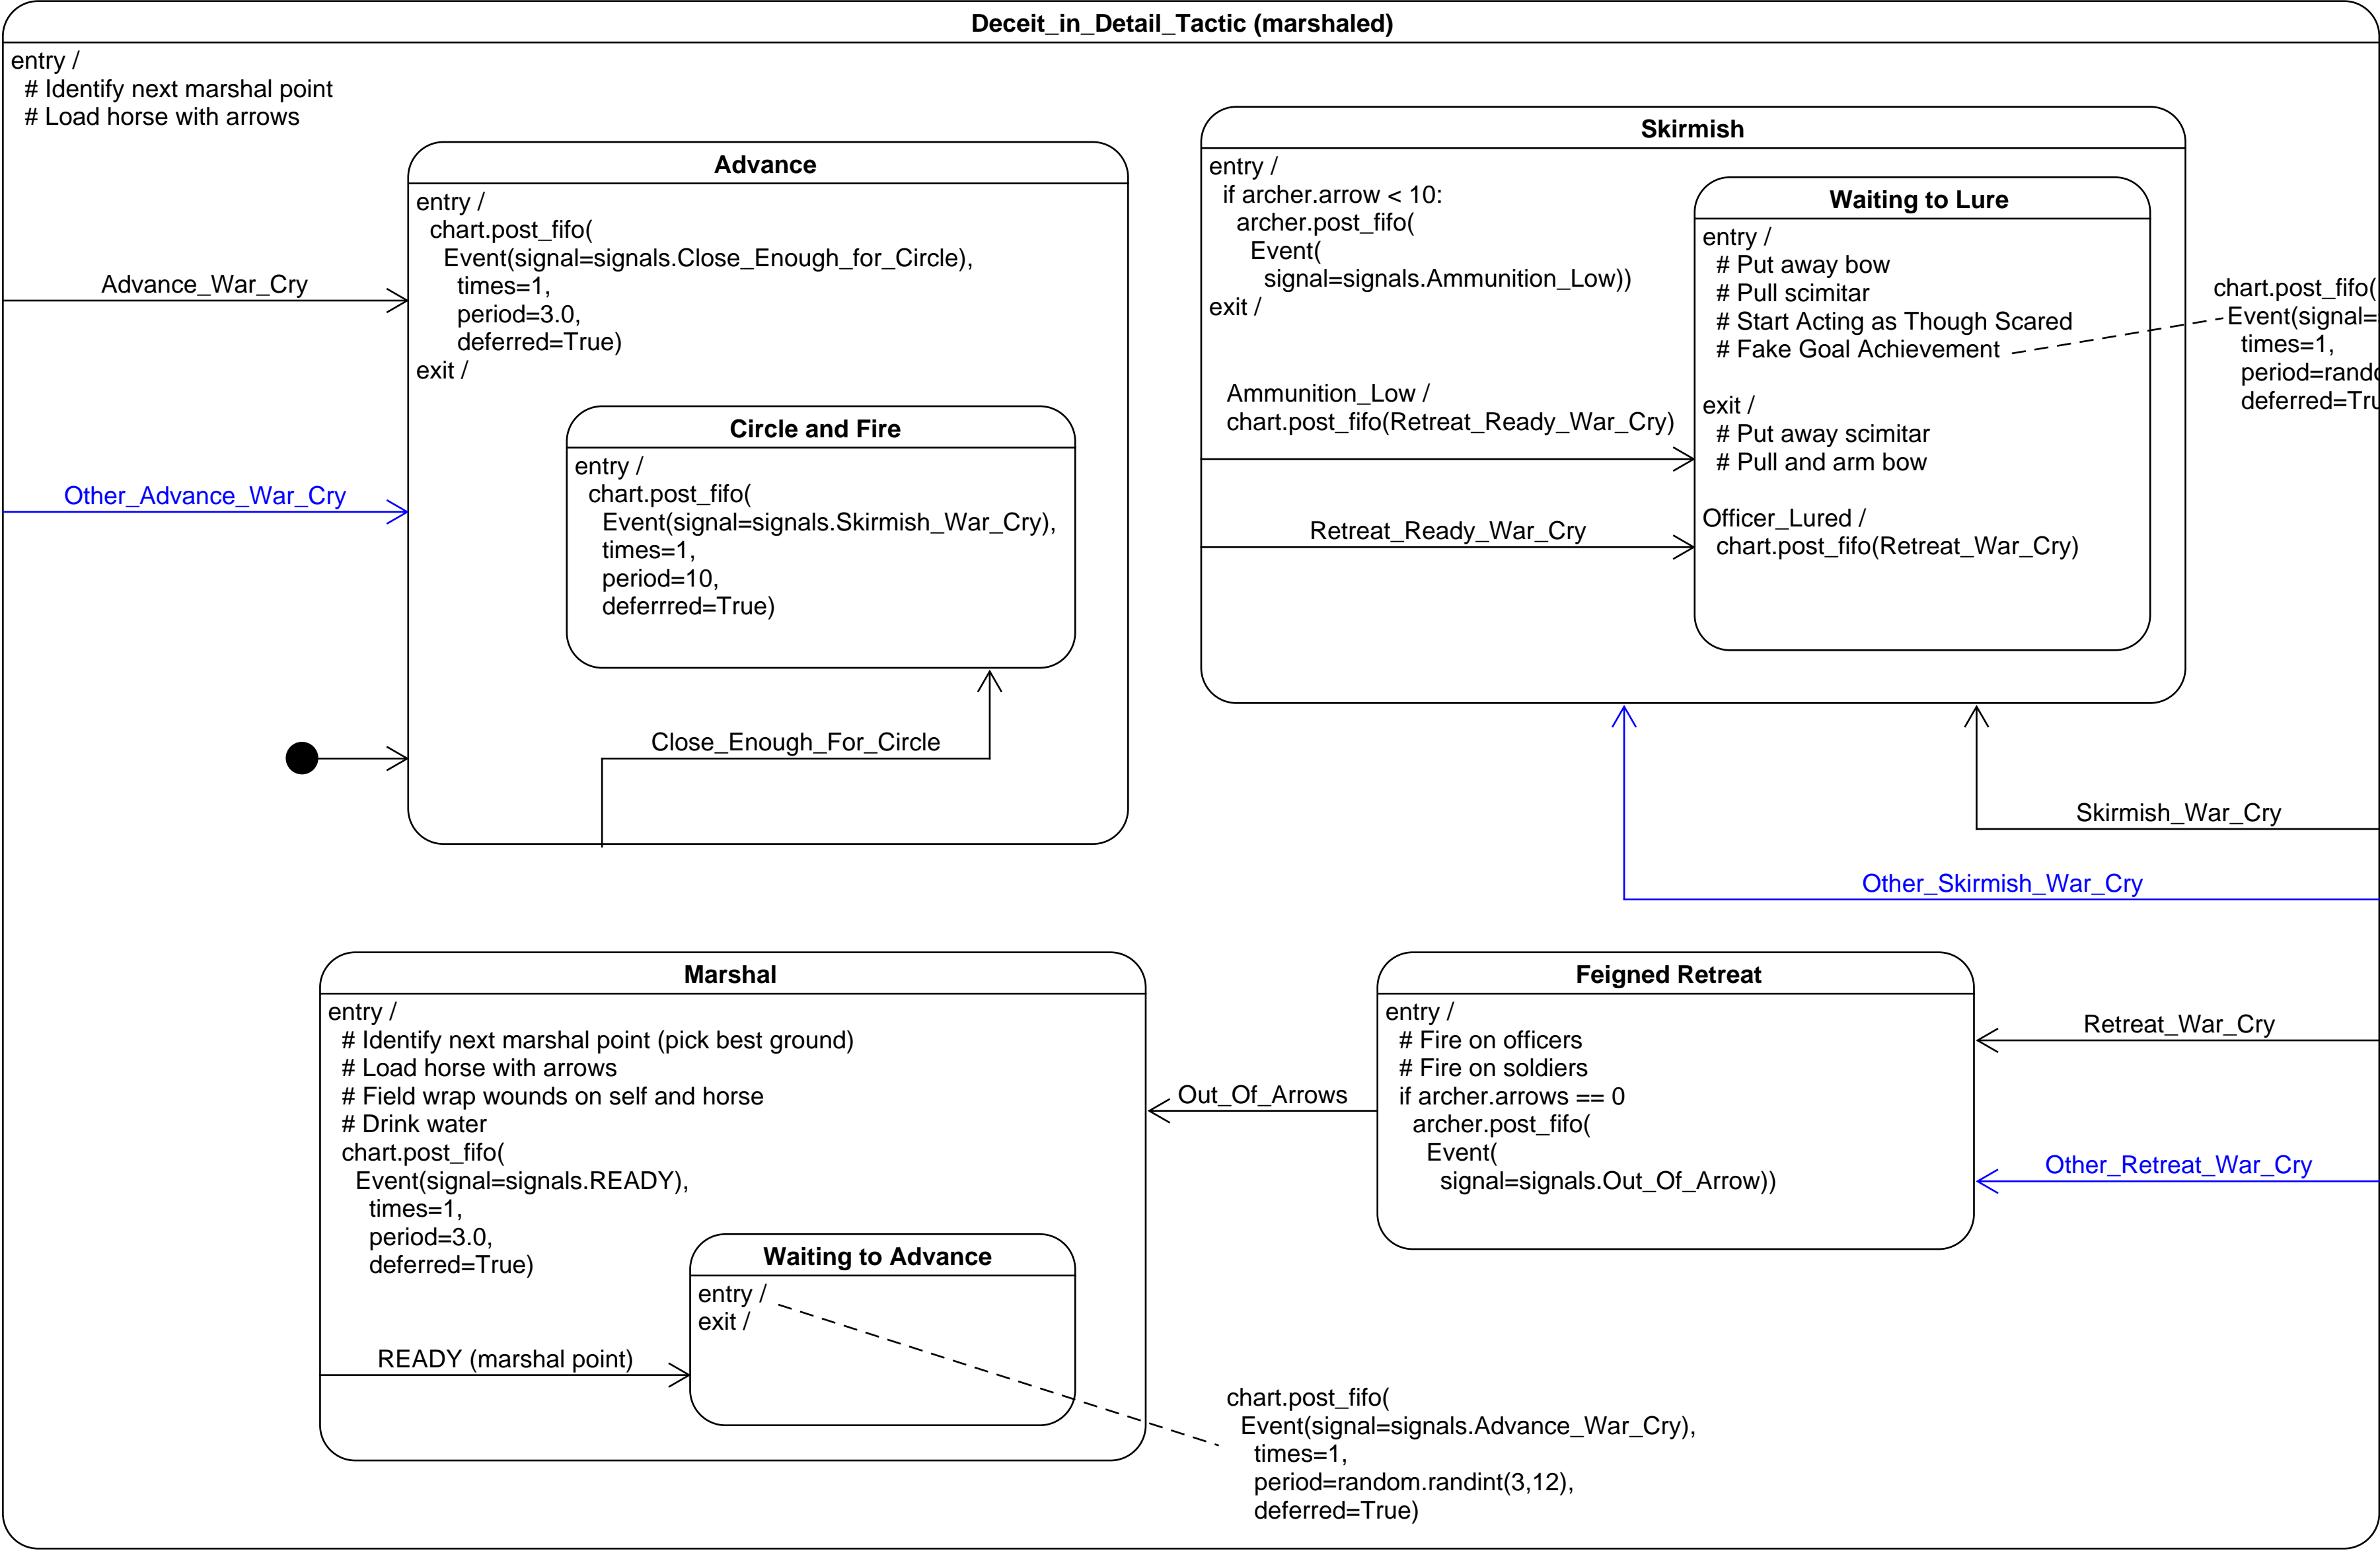 Deceit_in_Detail_Tactic (marshaled)
entry /
# Identify next marshal point
# Load horse with arrows
Advance_War_Cry
Other_Advance_War_Cry
Advance
entry /
chart.post_fifo(
Event(signal=signals.Close_Enough_for_Circle),
times=1,
period=3.0,
deferred=True)
exit /
Circle and Fire
entry /
chart.post_fifo(
Event(signal=signals.Skirmish_War_Cry),
times=1,
period=10,
deferrred=True)
Close_Enough_For_Circle
Skirmish
entry /
if archer.arrow < 10:
archer.post_fifo(
Event(
signal=signals.Ammunition_Low))
exit /
Ammunition_Low /
chart.post_fifo(Retreat_Ready_War_Cry)
Retreat_Ready_War_Cry
Waiting to Lure
entry /
# Put away bow
# Pull scimitar
# Start Acting as Though Scared
# Fake Goal Achievement
exit /
# Put away scimitar
# Pull and arm bow
Officer_Lured /
chart.post_fifo(Retreat_War_Cry)
chart.post_fifo(
Event(signal=
times=1,
Skirmish_War_Cry
Other_Skirmish_War_Cry
Marshal
entry /
# Identify next marshal point (pick best ground)
# Load horse with arrows
# Field wrap wounds on self and horse
# Drink water
chart.post_fifo(
Event(signal=signals.READY),
times=1,
period=3.0,
deferred=True)
READY (marshal point)
Waiting to Advance
entry /
exit /
chart.post_fifo(
Event(signal=signals.Advance_War_Cry),
times=1,
period=random.randint(3,12),
deferred=True)
Out_Of_Arrows
Feigned Retreat
entry /
# Fire on officers
# Fire on soldiers
if archer.arrows == 0
archer.post_fifo(
Event(
signal=signals.Out_Of_Arrow))
Retreat_War_Cry
Other_Retreat_War_Cry